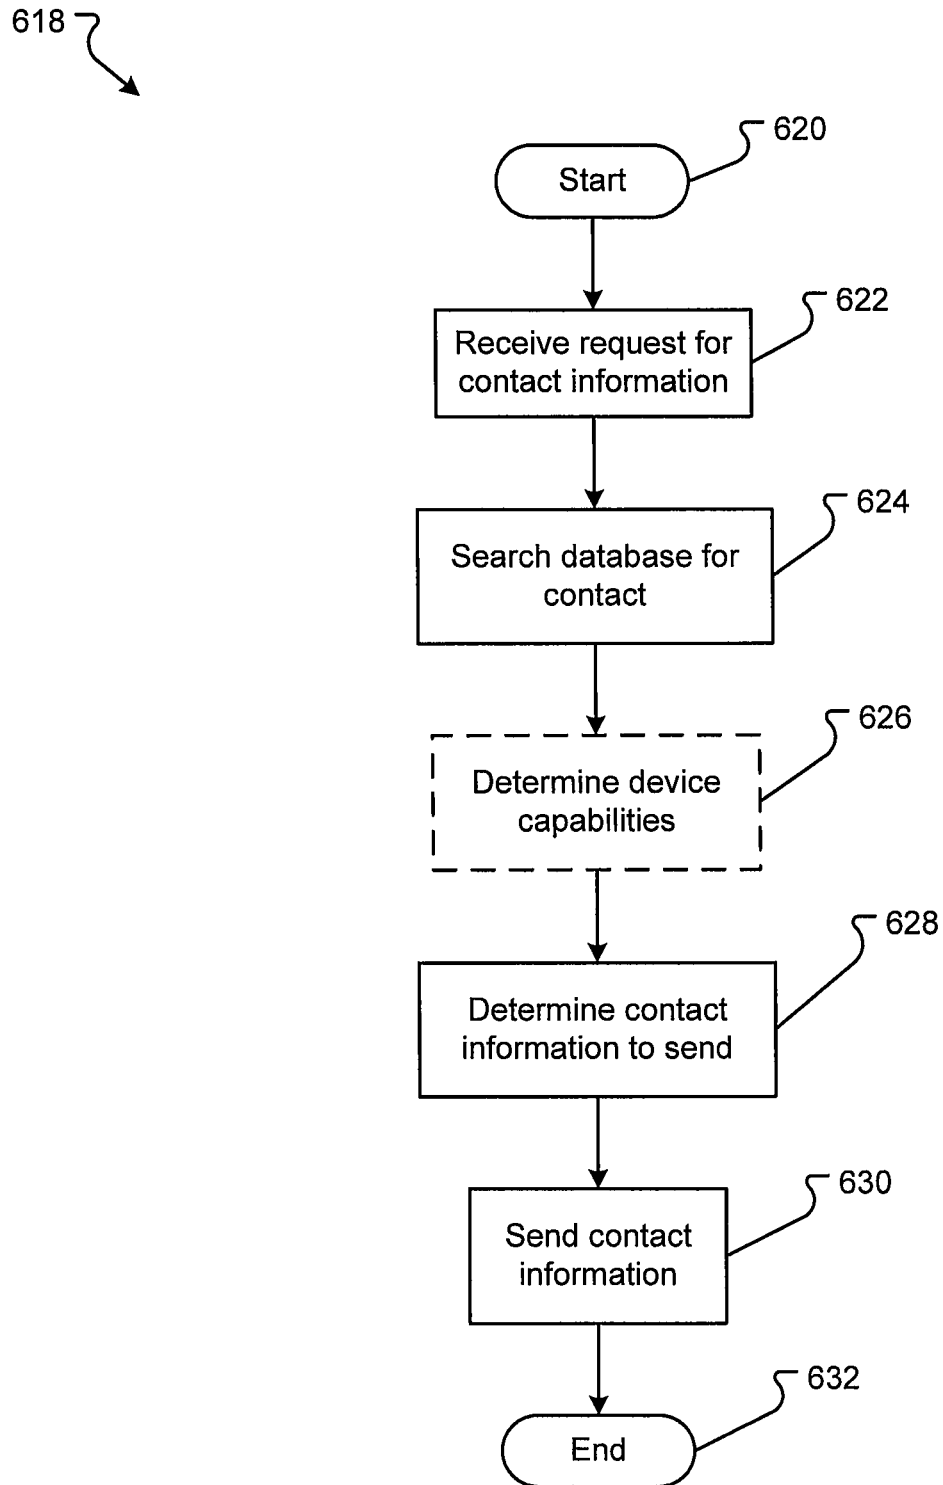 618
620
Start
622
Receive request for
contact information
624
Search database for
contact
626
Determine device
capabilities
628
Determine contact
information to send
630
Send contact
information
632
End